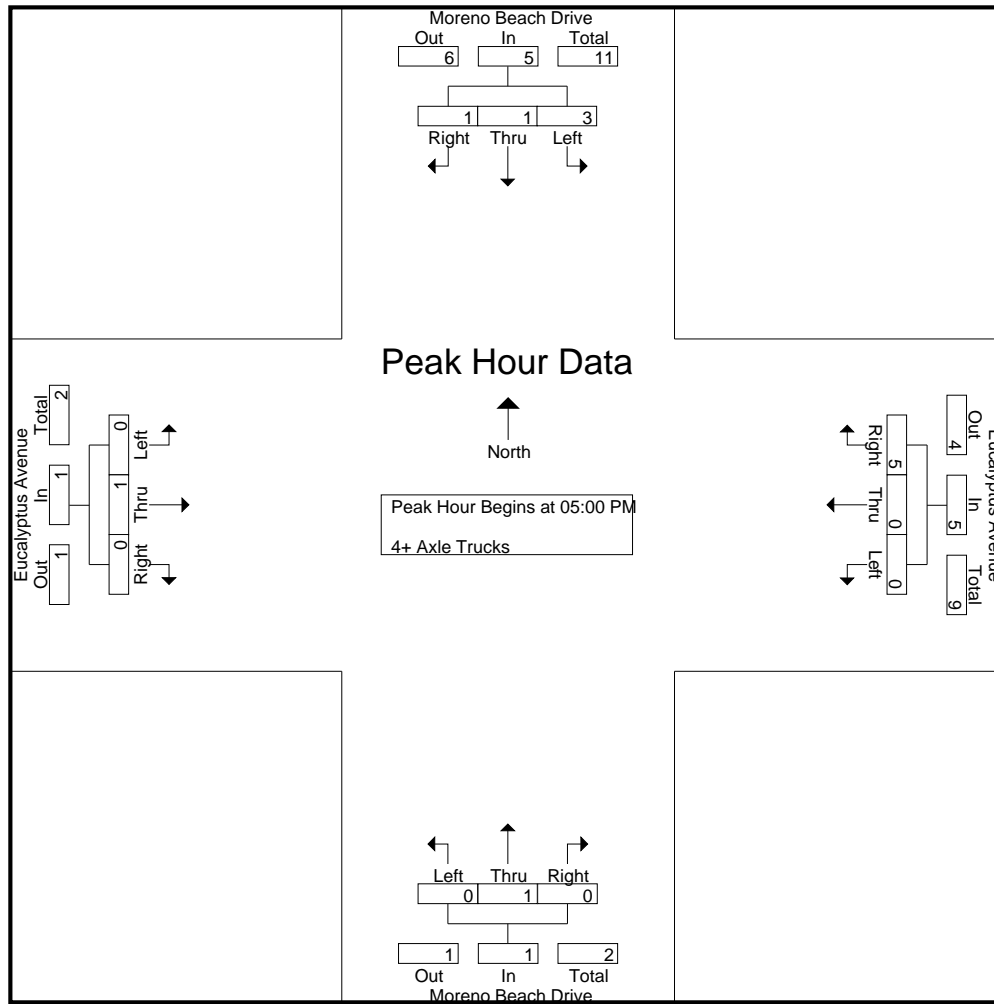 Moreno Beach Drive
Out In Total
6 5 11
1 1 3
Right Thru Left
Peak Hour Data
North
Peak Hour Begins at 05:00 PM
4+ Axle Trucks
Eucalyptus Avenue
Out In Total
1 1 2
0 1 0
Left Thru Right
Eucalyptus Avenue
Out In Total
4 5 9
5 0 0
Right Thru Left
Left Thru Right
0 1 0
1 1 2
Out In Total
Moreno Beach Drive